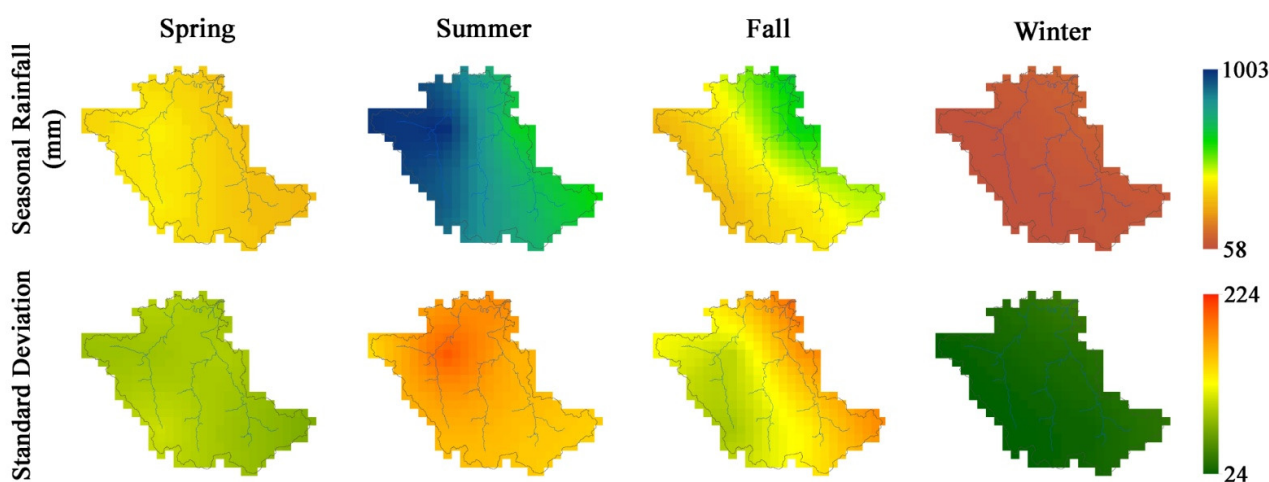 Spring
Summer
Fall
Winter
Seasonal Rainfall
(mm)
1003
58
Standard Deviation
224
24